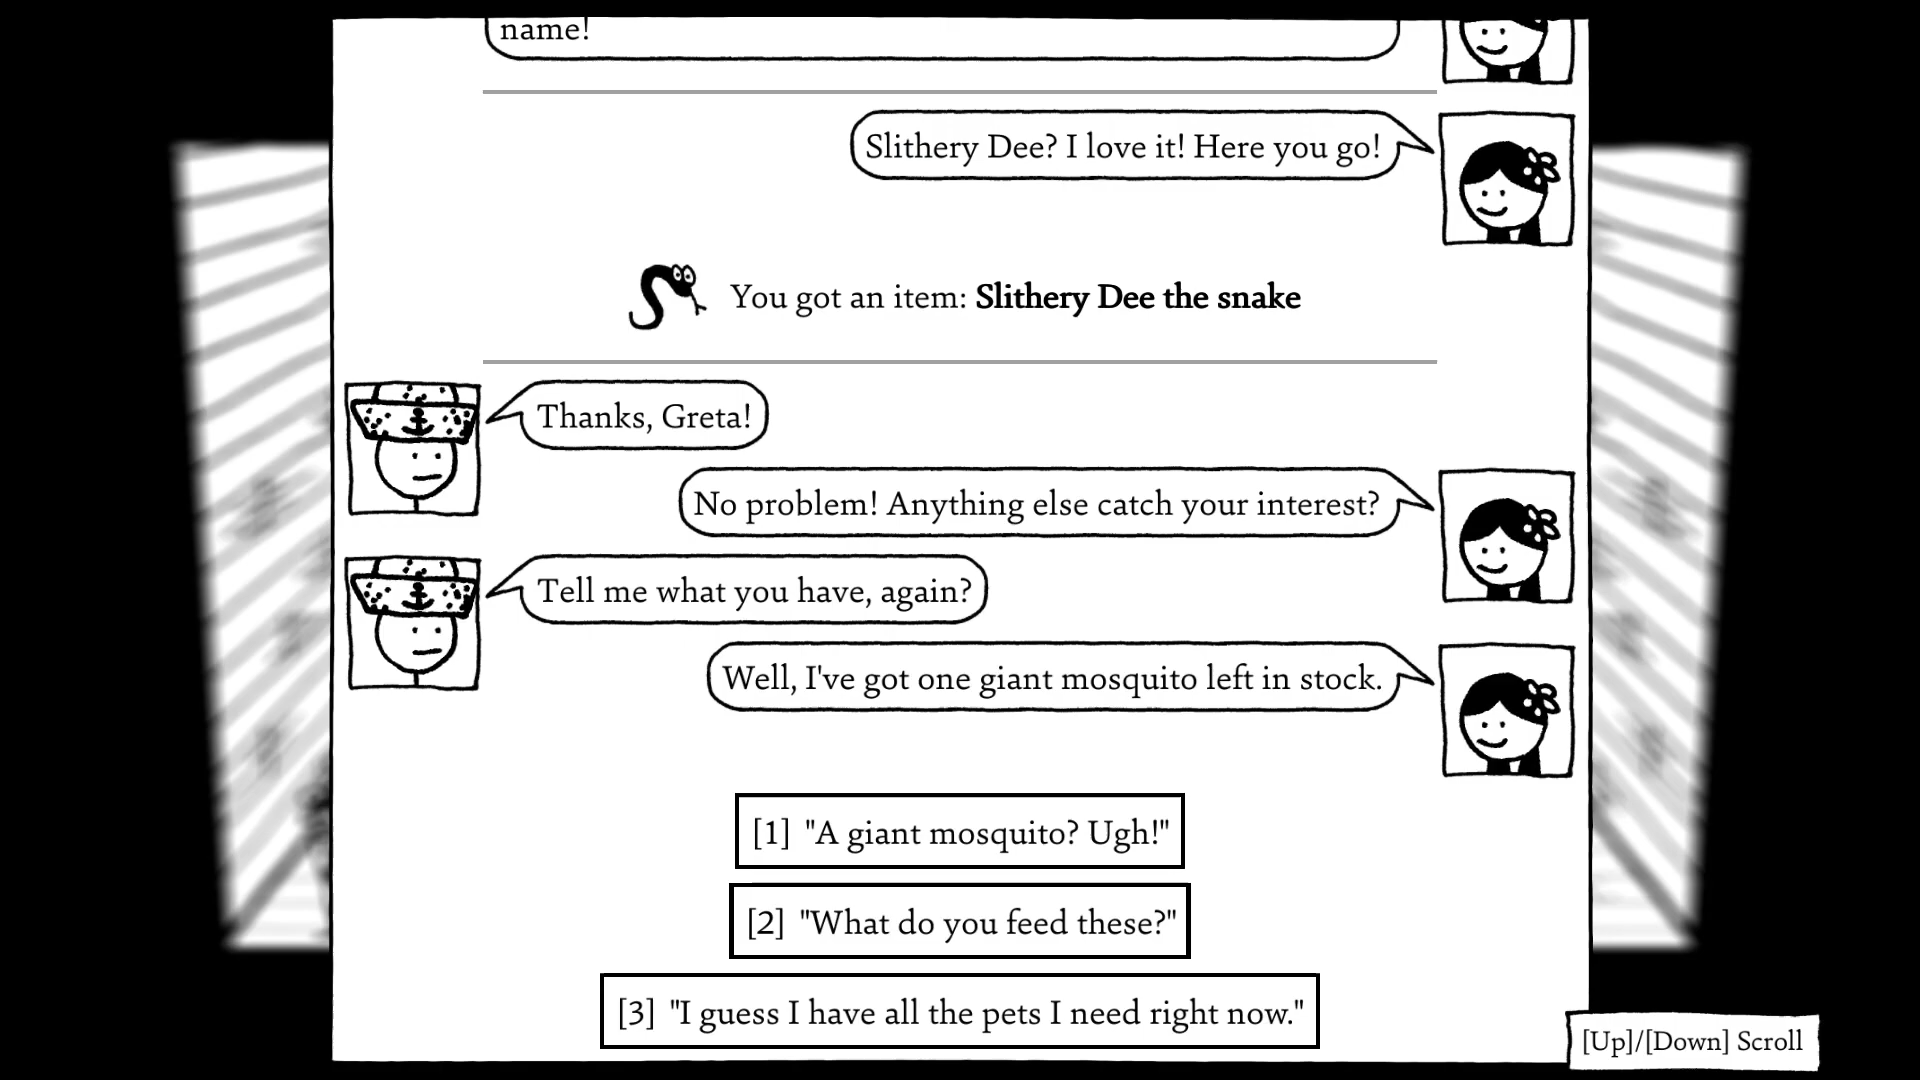 name!
Slithery Dee? I love it! Here you go!
You got an item: Slithery Dee the snake
Thanks, Greta!
No problem! Anything else catch your interest?
Tell me what you have, again?
Well, I've got one giant mosquito left in stock.
[1] "A giant mosquito? Ugh!"
[2] "What do you feed these?"
[3] "I guess I have all the pets I need right now."
[Up]/[Down] Scroll